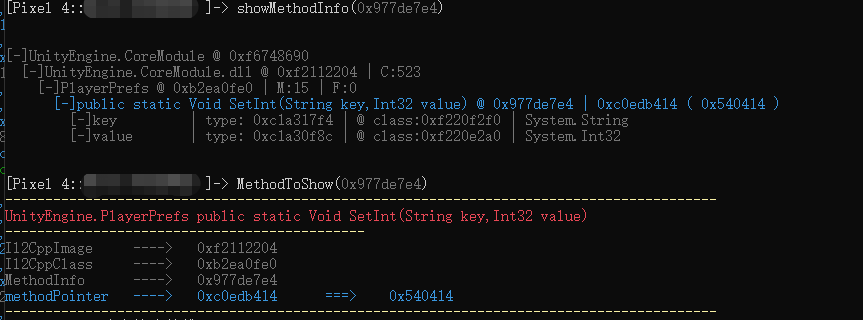 [Pixel 4:: ]-> showMethodInfo(0x977de7e4)
[-]UnityEngine.CoreModule @ 0xf6748690
[-]UnityEngine.CoreModule.dll @ 0xf2112204 | C:523
[-]PlayerPrefs @ 0xb2ea0fe0 | M:15 | F:0
[-]public static Void SetInt(String key,Int32 value) @ 0x977de7e4 | 0xc0edb414 ( 0x540414 )
[-]key | type: 0xc1a317f4 | @ class:0xf220f2f0 | System.String
[-]value | type: 0xc1a30f8c | @ class:0xf220e2a0 | System.Int32
[Pixel 4:: ]-> MethodToShow(0x977de7e4)
--------------------------------------------------------------------------------
UnityEngine.PlayerPrefs public static Void SetInt(String key,Int32 value)
----------------------------------------
Il2CppImage ----> 0xf2112204
Il2CppClass ----> 0xb2ea0fe0
MethodInfo ----> 0x977de7e4
methodPointer ----> 0xc0edb414 ===> 0x540414
--------------------------------------------------------------------------------